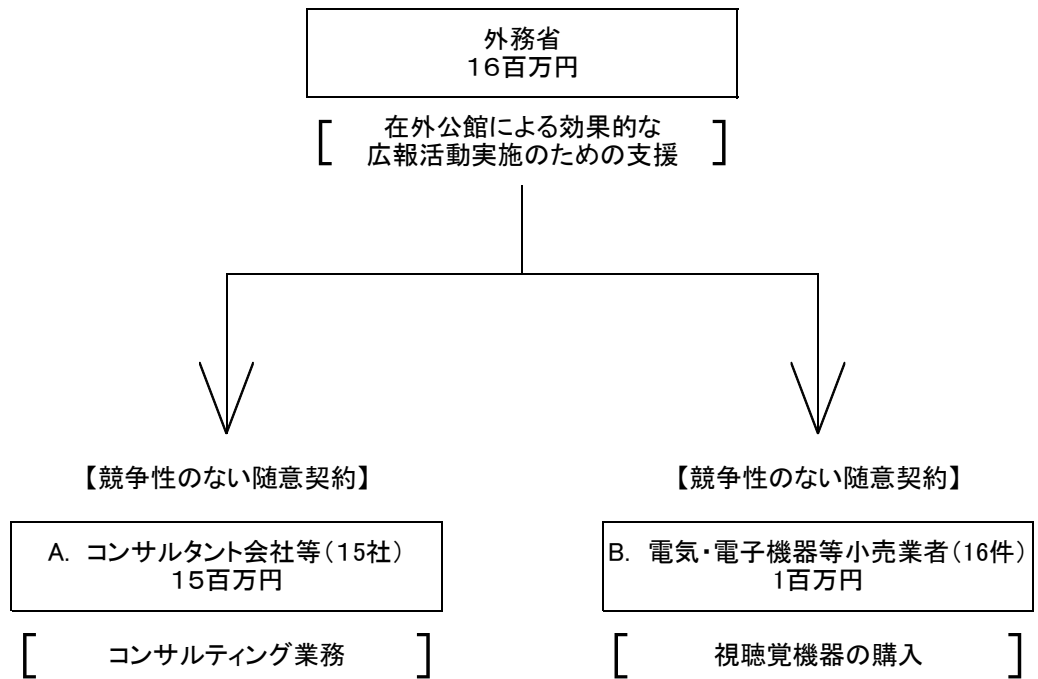 外務省
１６百万円
[ 在外公館による効果的な
広報活動実施のための支援 ]
【競争性のない随意契約】
【競争性のない随意契約】
A. コンサルタント会社等（15社）
１５百万円
B. 電気・電子機器等小売業者（16件）
1百万円
[ コンサルティング業務 ]
[ 視聴覚機器の購入 ]